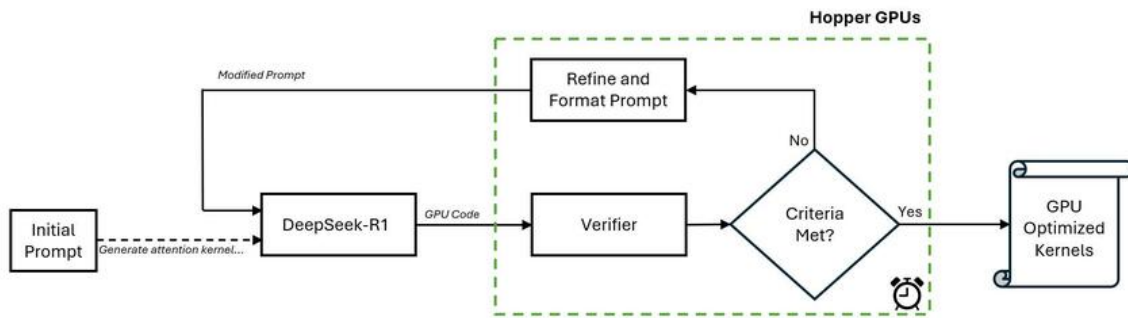 Hopper GPUs
Modified Prompt
Refine and
Format Prompt
No
Initial
Prompt
Generate attention kernel...
DeepSeek-R1
GPU Code
Verifier
Criteria
Met?
Yes
GPU
Optimized
Kernels